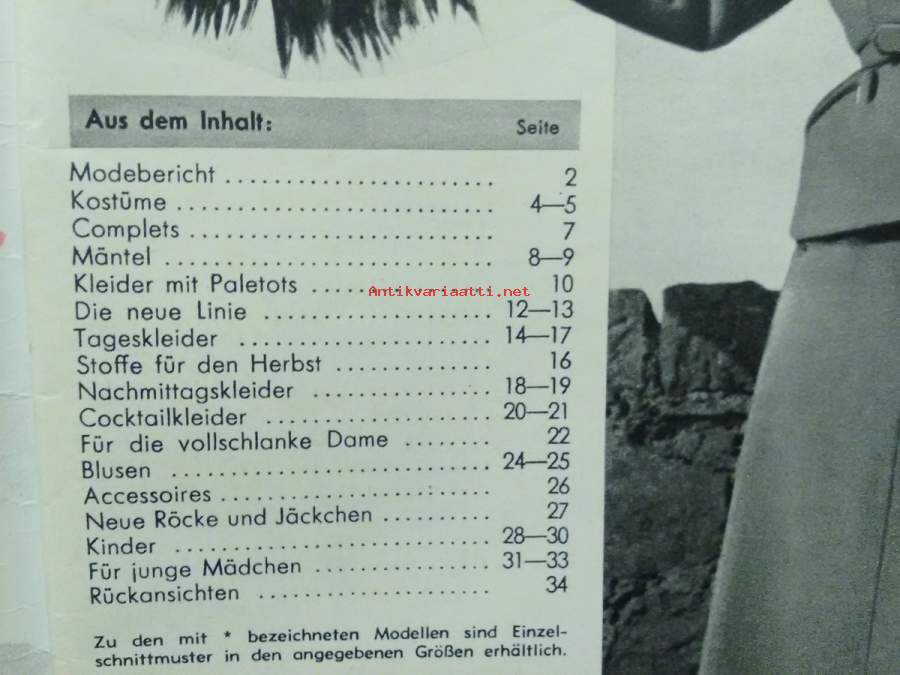 Aus dem Inhalt: Seite
Modebericht ........................ 2
Kostüme ............................ 4—5
Complets ........................... 7
Mäntel ............................. 8—9
Kleider mit Paletots ............... 10
Antikvariaatti.net
Die neue Linie ..................... 12—13
Tageskleider ....................... 14—17
Stoffe für den Herbst .............. 16
Nachmittagskleider ................ 18—19
Cocktailkleider .................... 20—21
Für die vollschlanke Dame ........ 22
Blusen ............................. 24—25
Accessoires ........................ 26
Neue Röcke und Jäckchen .......... 27
Kinder ............................. 28—30
Für junge Mädchen ................ 31—33
Rückansichten ..................... 34
Zu den mit * bezeichneten Modellen sind Einzel-
schnittmuster in den angegebenen Größen erhältlich.